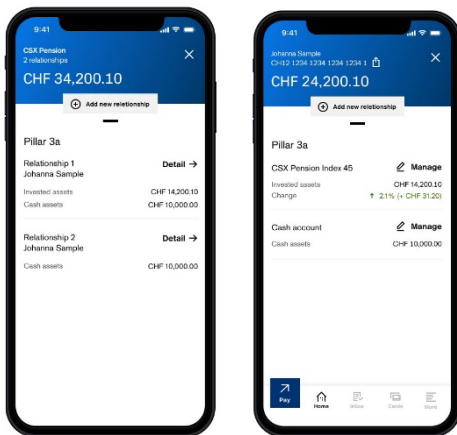 9:41
CSX Pension
2 relationships
CHF 34,200.10
Add new relationship
Pillar 3a
Relationship 1 Detail →
Johanna Sample
Invested assets CHF 14,200.10
Cash assets CHF 10,000.00
Relationship 2 Detail →
Johanna Sample
Cash assets CHF 10,000.00
9:41
Johanna Sample
CH12 1234 1234 1234 1234 1
CHF 24,200.10
Add new relationship
Pillar 3a
CSX Pension Index 45 Manage
Invested assets CHF 14,200.10
Change ↑ 2.1% (+ CHF 31.20)
Cash account Manage
Cash assets CHF 10,000.00
Pay Home Inbox Cards More